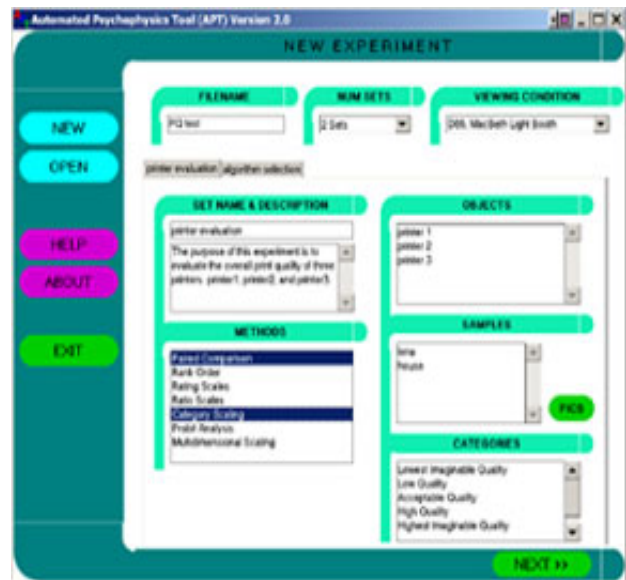 Automated Psychophysics Tool (APT) Version 2.0
NEW EXPERIMENT
FILENAME
NUM SETS
VIEWING CONDITION
PQ test
2 Sets
D65, MacBeth Light Booth
NEW
OPEN
HELP
ABOUT
EXIT
printer evaluation
algorithm selection
SET NAME & DESCRIPTION
printer evaluation
The purpose of this experiment is to
evaluate the overall print quality of three
printers. printer1, printer2, and printer3.
METHODS
Paired Comparison
Rank Order
Rating Scales
Ratio Scales
Category Scaling
Probit Analysis
Multidimensional Scaling
OBJECTS
printer 1
printer 2
printer 3
SAMPLES
house
PICS
CATEGORIES
Lowest Imaginable Quality
Low Quality
Acceptable Quality
High Quality
Highest Imaginable Quality
NEXT >>